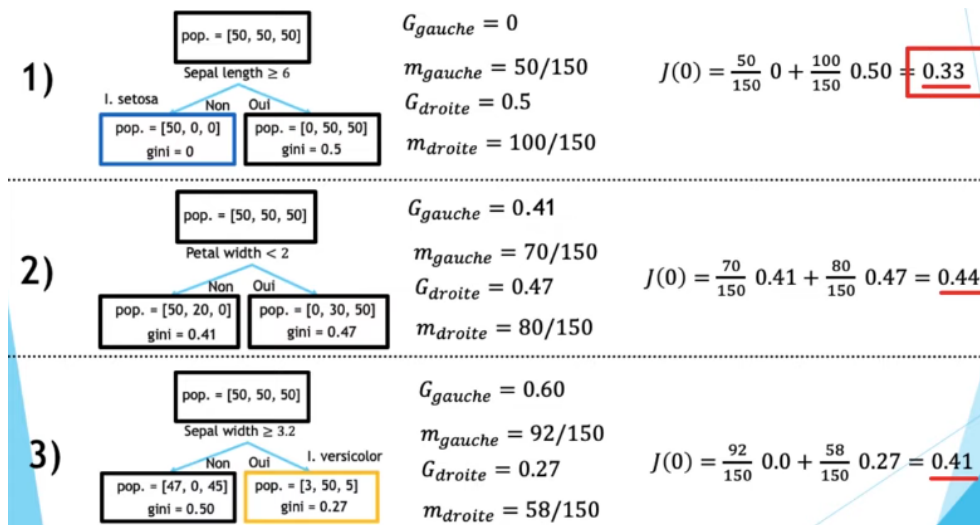 1)
pop. = [50, 50, 50]
Sepal length ≥ 6
I. setosa
Non Oui
pop. = [50, 0, 0]
gini = 0
pop. = [0, 50, 50]
gini = 0.5
G_gauche = 0
m_gauche = 50/150
G_droite = 0.5
m_droite = 100/150
J(0) = 50/150 0 + 100/150 0.50 = 0.33
2)
pop. = [50, 50, 50]
Petal width < 2
Non Oui
pop. = [50, 20, 0]
gini = 0.41
pop. = [0, 30, 50]
gini = 0.47
G_gauche = 0.41
m_gauche = 70/150
G_droite = 0.47
m_droite = 80/150
J(0) = 70/150 0.41 + 80/150 0.47 = 0.44
3)
pop. = [50, 50, 50]
Sepal width ≥ 3.2
Non Oui
I. versicolor
pop. = [47, 0, 45]
gini = 0.50
pop. = [3, 50, 5]
gini = 0.27
G_gauche = 0.60
m_gauche = 92/150
G_droite = 0.27
m_droite = 58/150
J(0) = 92/150 0.0 + 58/150 0.27 = 0.41